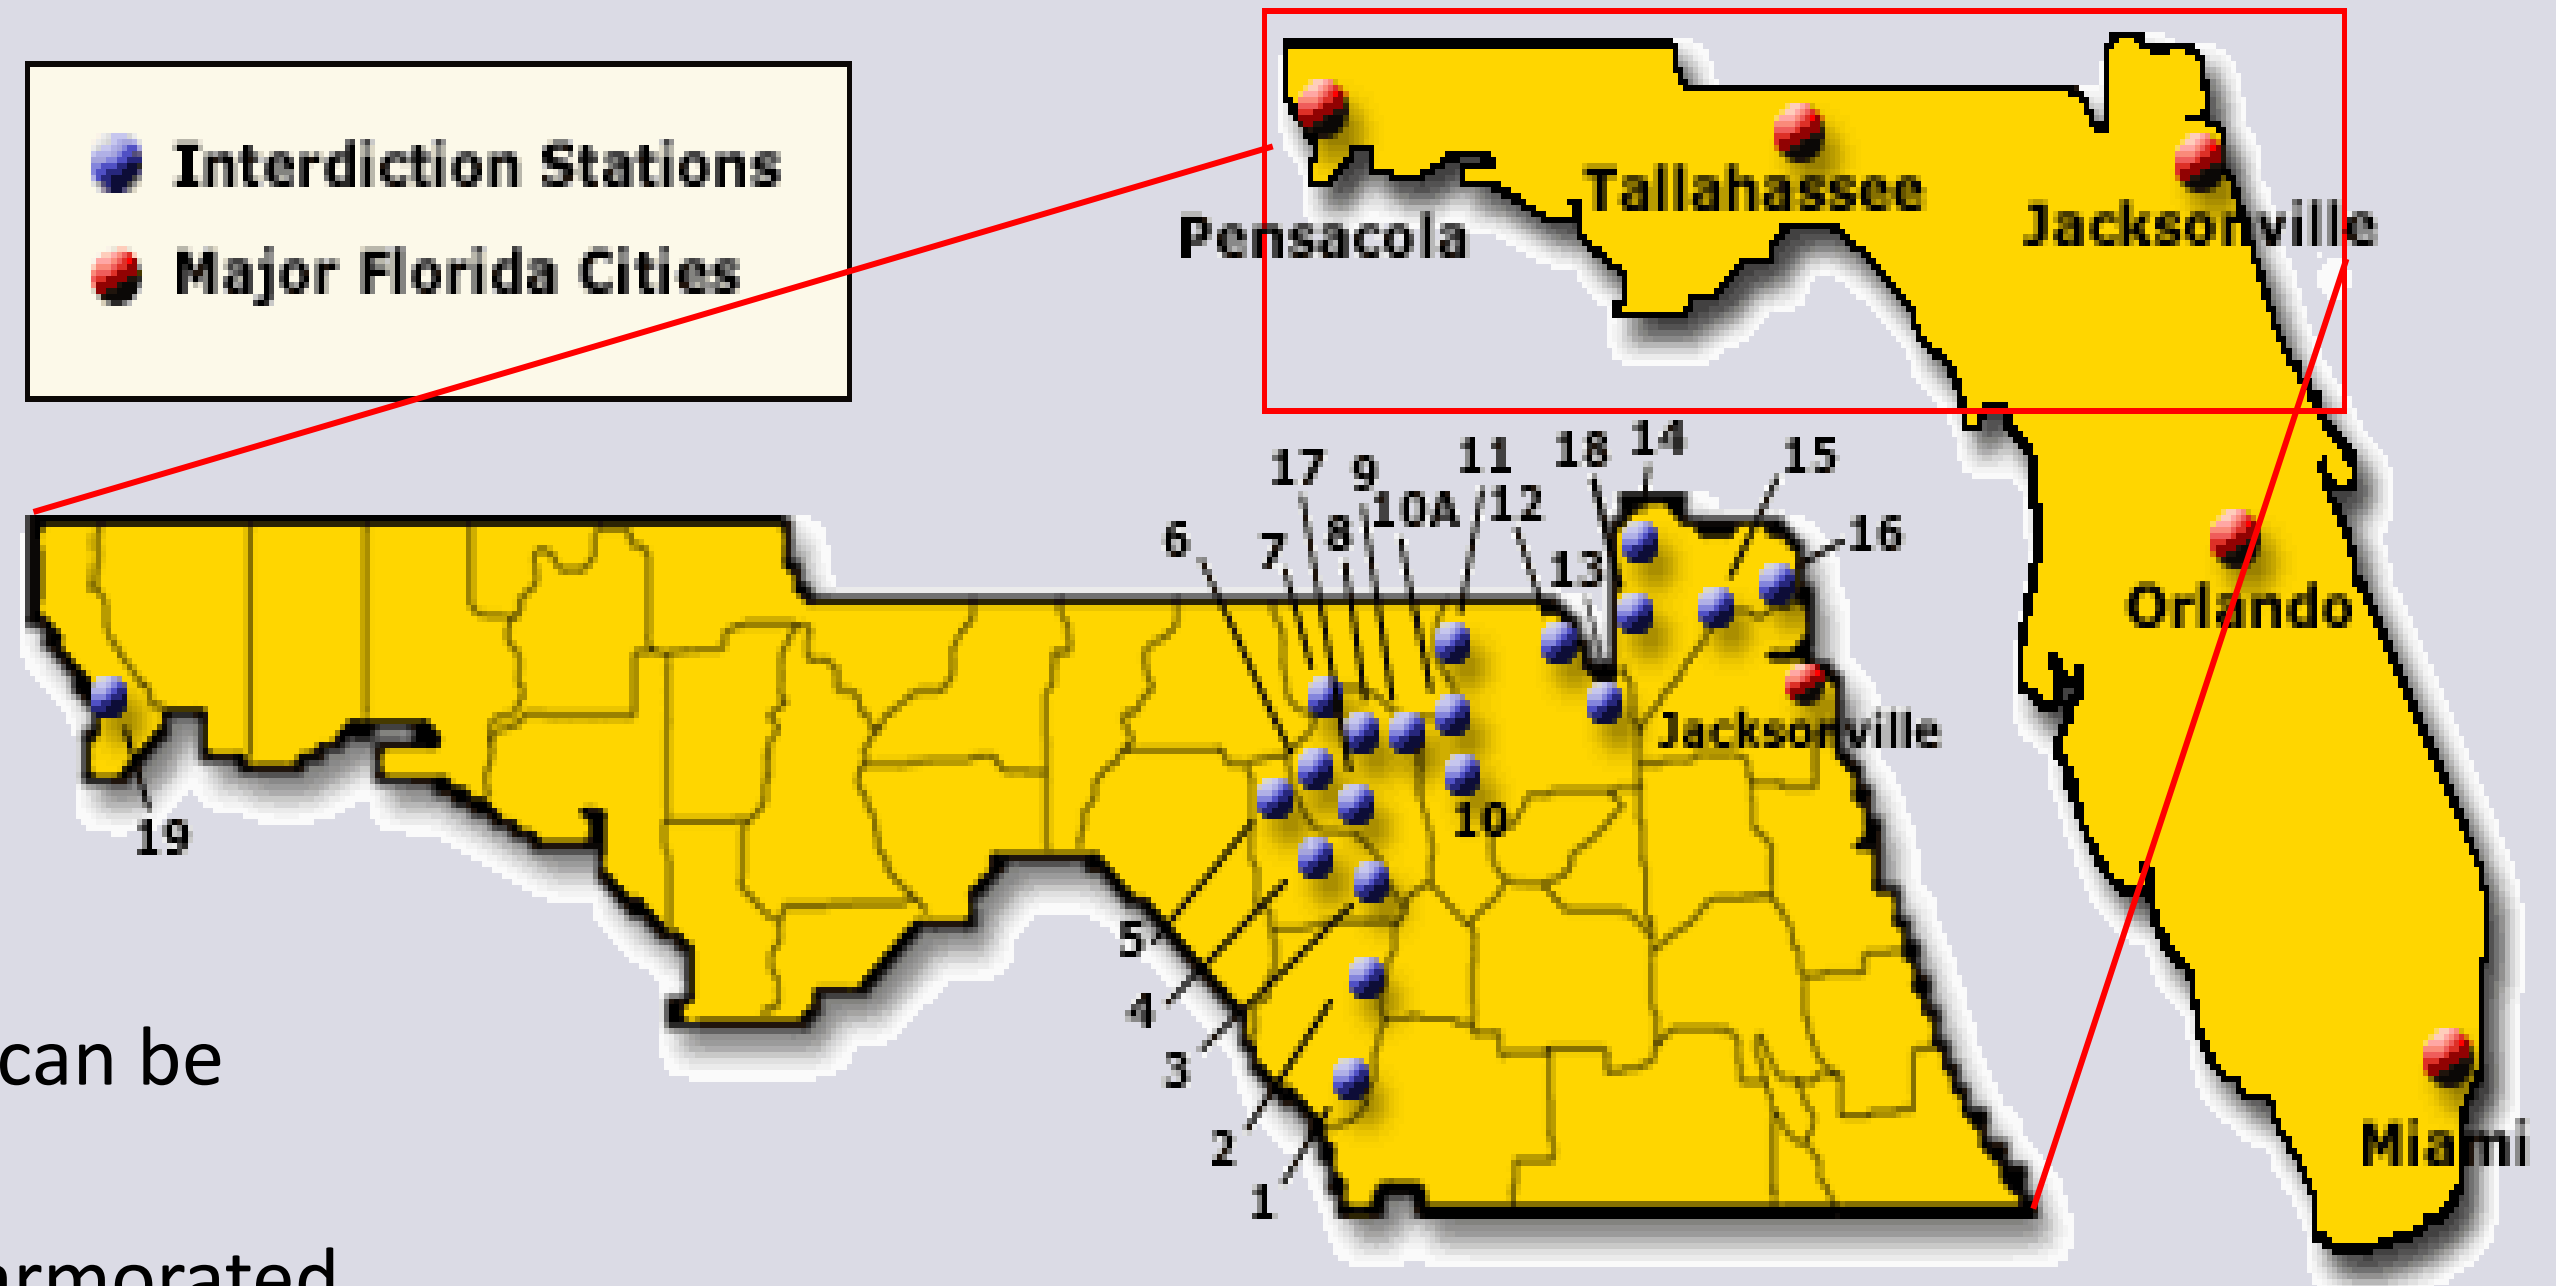 Interdiction Stations
Major Florida Cities
Pensacola
Tallahassee
Jacksonville
Orlando
Miami
17
9
11
18
14
15
6
7
8
10A
12
13
16
Jacksonville
10
19
5
4
3
2
1
can be
armorated